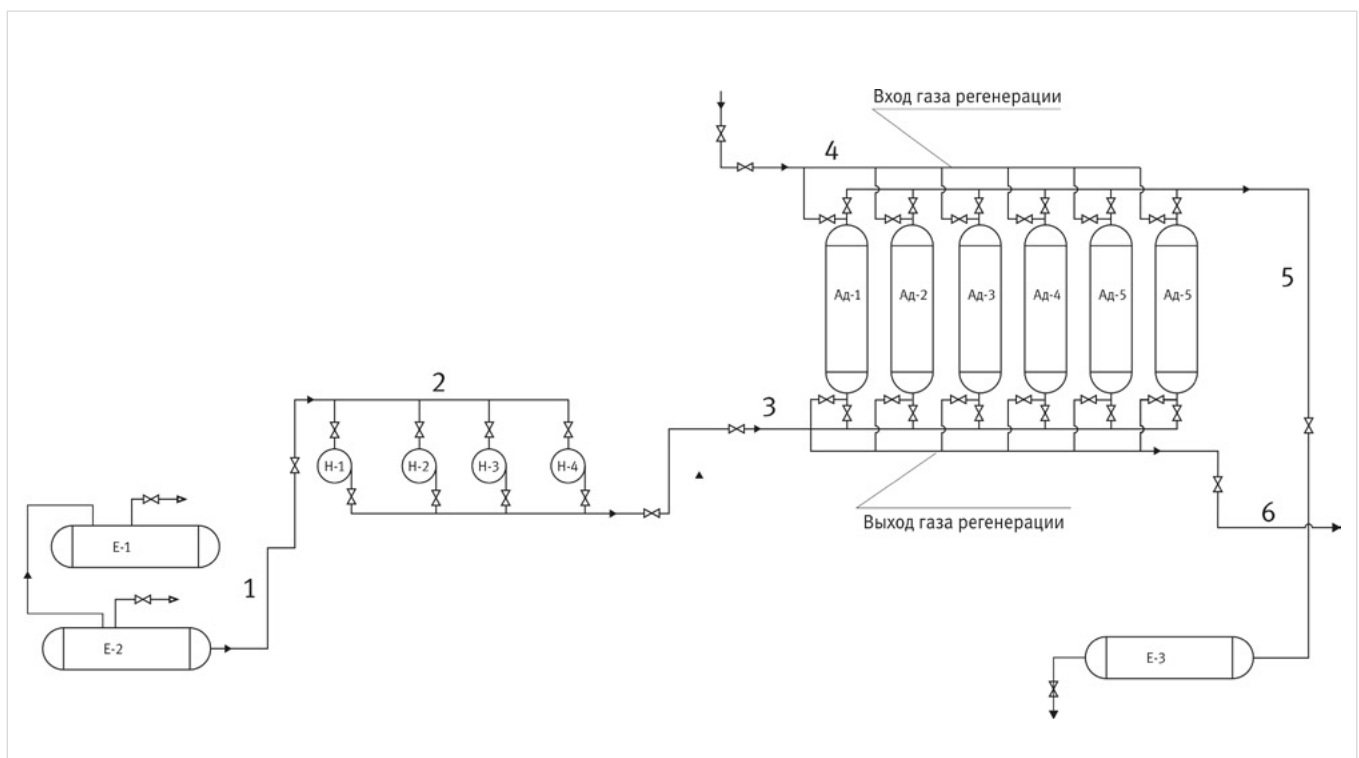 Вход газа регенерации
4
5
Ад-1
Ад-2
Ад-3
Ад-4
Ад-5
Ад-5
2
3
Н-1
Н-2
Н-3
Н-4
Выход газа регенерации
6
Е-1
1
Е-2
Е-3